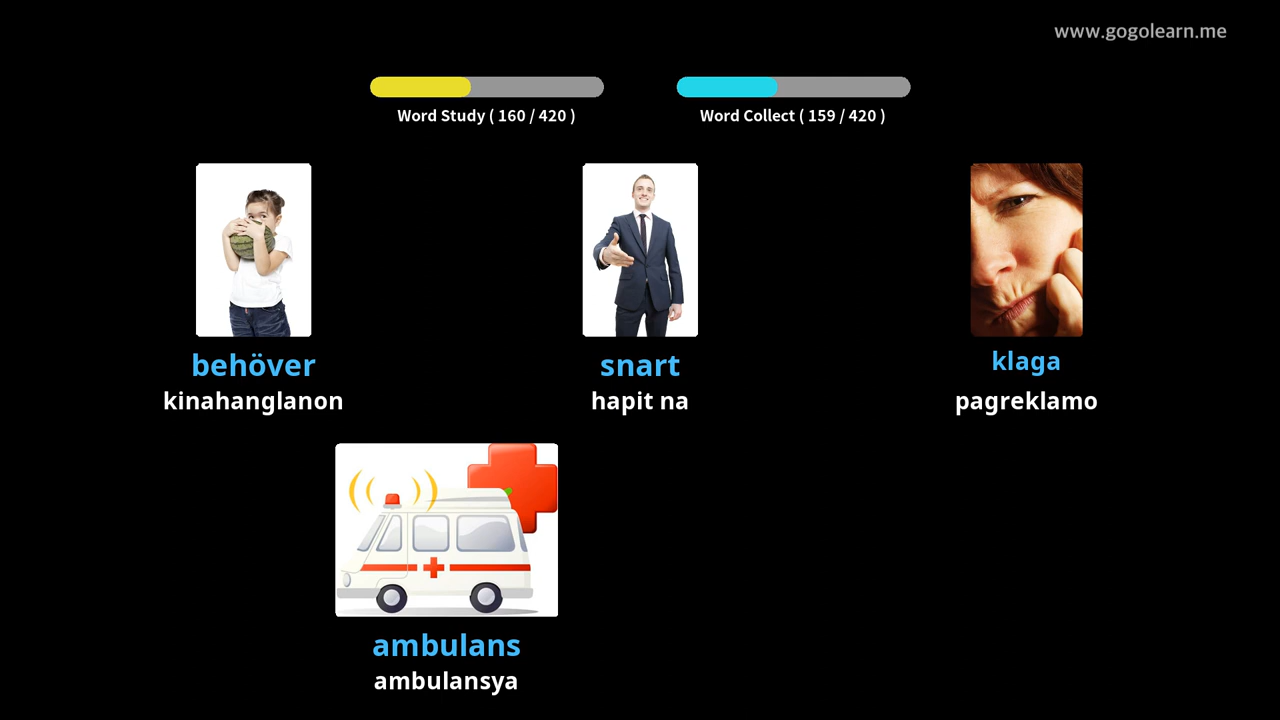 www.gogolearn.me
Word Study ( 160 / 420 )
Word Collect ( 159 / 420 )
behöver
kinahanglanon
snart
hapit na
klaga
pagreklamo
ambulans
ambulansya